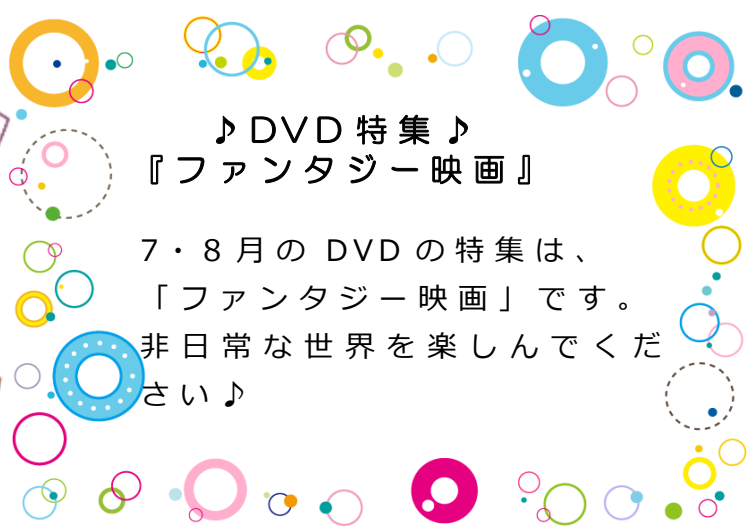 ♪DVD特集♪
『ファンタジー映画』
7・8月のDVDの特集は、
「ファンタジー映画」です。
非日常な世界を楽しんでくだ
さい♪